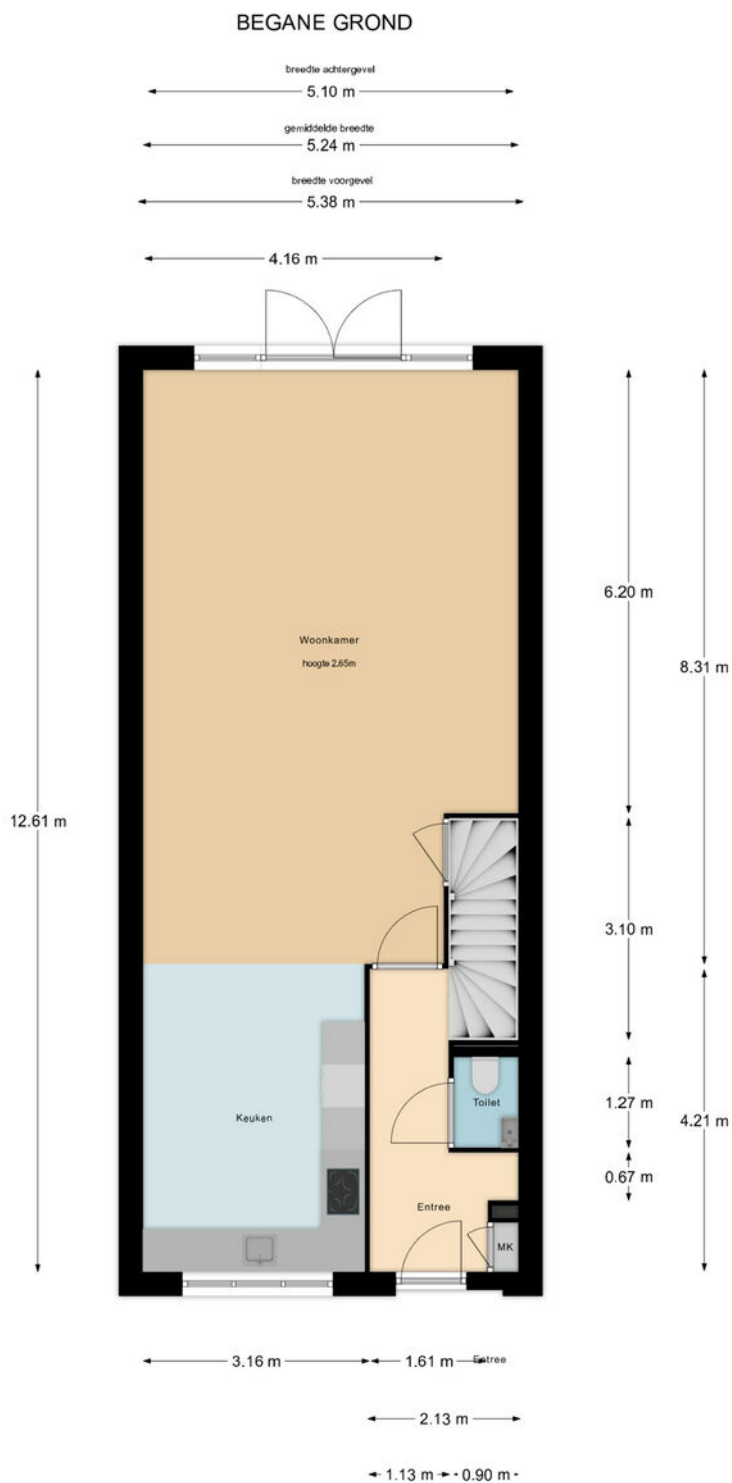 BEGANE GROND
breedte achtergevel
5.10 m
gemiddelde breedte
5.24 m
breedte voorgevel
5.38 m
4.16 m
6.20 m
Woonkamer
hoogte 2.65m
8.31 m
12.61 m
3.10 m
Toilet
1.27 m
Keuken
4.21 m
0.67 m
Entree
MK
3.16 m
1.61 m
Entree
2.13 m
1.13 m
0.90 m